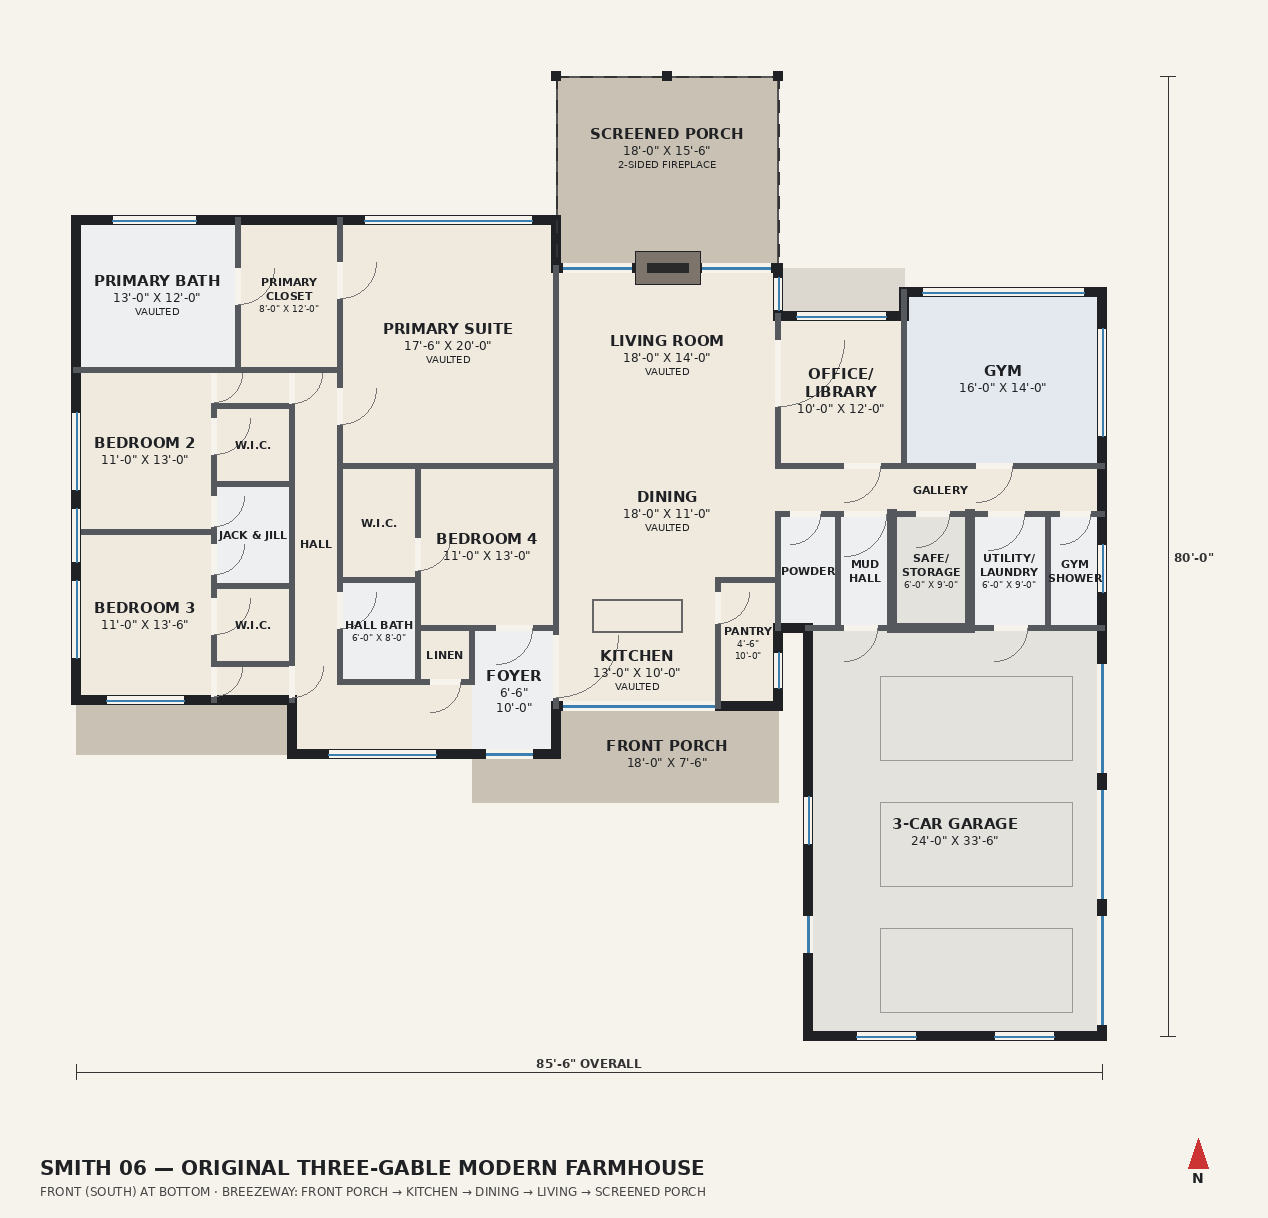 SCREENED PORCH
18'-0" X 15'-6"
2-SIDED FIREPLACE
PRIMARY BATH
13'-0" X 12'-0"
VAULTED
PRIMARY
CLOSET
8'-0" X 12'-0"
PRIMARY SUITE
17'-6" X 20'-0"
VAULTED
LIVING ROOM
18'-0" X 14'-0"
VAULTED
OFFICE/
LIBRARY
10'-0" X 12'-0"
GYM
16'-0" X 14'-0"
BEDROOM 2
11'-0" X 13'-0"
W.I.C.
JACK & JILL
HALL
W.I.C.
BEDROOM 4
11'-0" X 13'-0"
DINING
18'-0" X 11'-0"
VAULTED
GALLERY
POWDER
MUD
HALL
SAFE/
STORAGE
6'-0" X 9'-0"
UTILITY/
LAUNDRY
6'-0" X 9'-0"
GYM
SHOWER
80'-0"
BEDROOM 3
11'-0" X 13'-6"
W.I.C.
HALL BATH
6'-0" X 8'-0"
LINEN
FOYER
6'-6"
10'-0"
KITCHEN
13'-0" X 10'-0"
VAULTED
PANTRY
4'-6"
10'-0"
FRONT PORCH
18'-0" X 7'-6"
3-CAR GARAGE
24'-0" X 33'-6"
85'-6" OVERALL
SMITH 06 — ORIGINAL THREE-GABLE MODERN FARMHOUSE
FRONT (SOUTH) AT BOTTOM · BREEZEWAY: FRONT PORCH → KITCHEN → DINING → LIVING → SCREENED PORCH
N